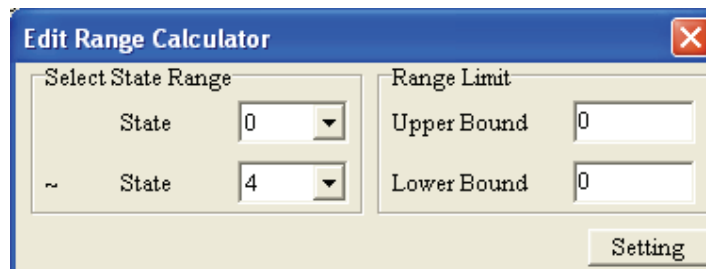 Edit Range Calculator
Select State Range
State 0
~ State 4
Range Limit
Upper Bound 0
Lower Bound 0
Setting